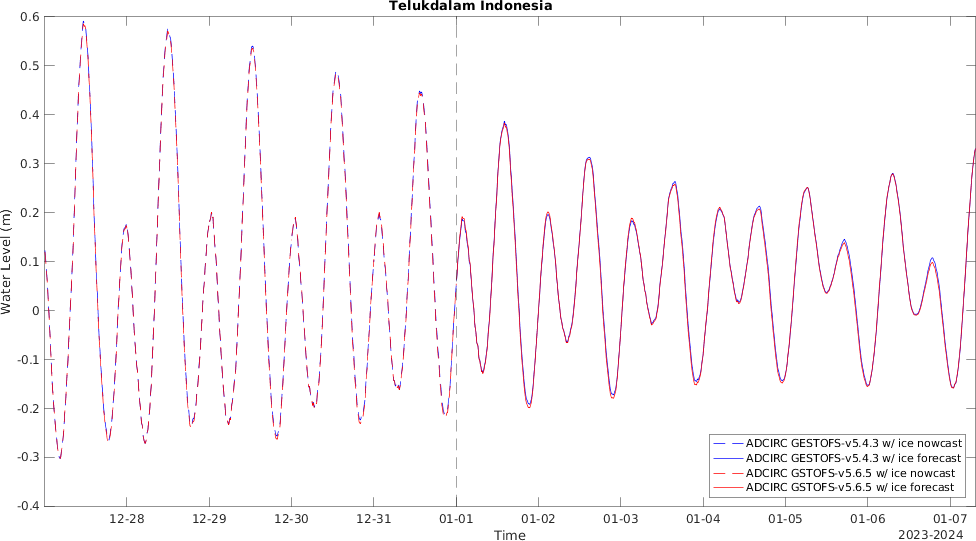 Telukdalam Indonesia
Water Level (m)
0.6
0.5
0.4
0.3
0.2
0.1
0
-0.1
-0.2
-0.3
-0.4
ADCIRC GESTOFS-v5.4.3 w/ ice nowcast
ADCIRC GESTOFS-v5.4.3 w/ ice forecast
ADCIRC GSTOFS-v5.6.5 w/ ice nowcast
ADCIRC GSTOFS-v5.6.5 w/ ice forecast
12-28 12-29 12-30 12-31 01-01 01-02 01-03 01-04 01-05 01-06 01-07
Time
2023-2024